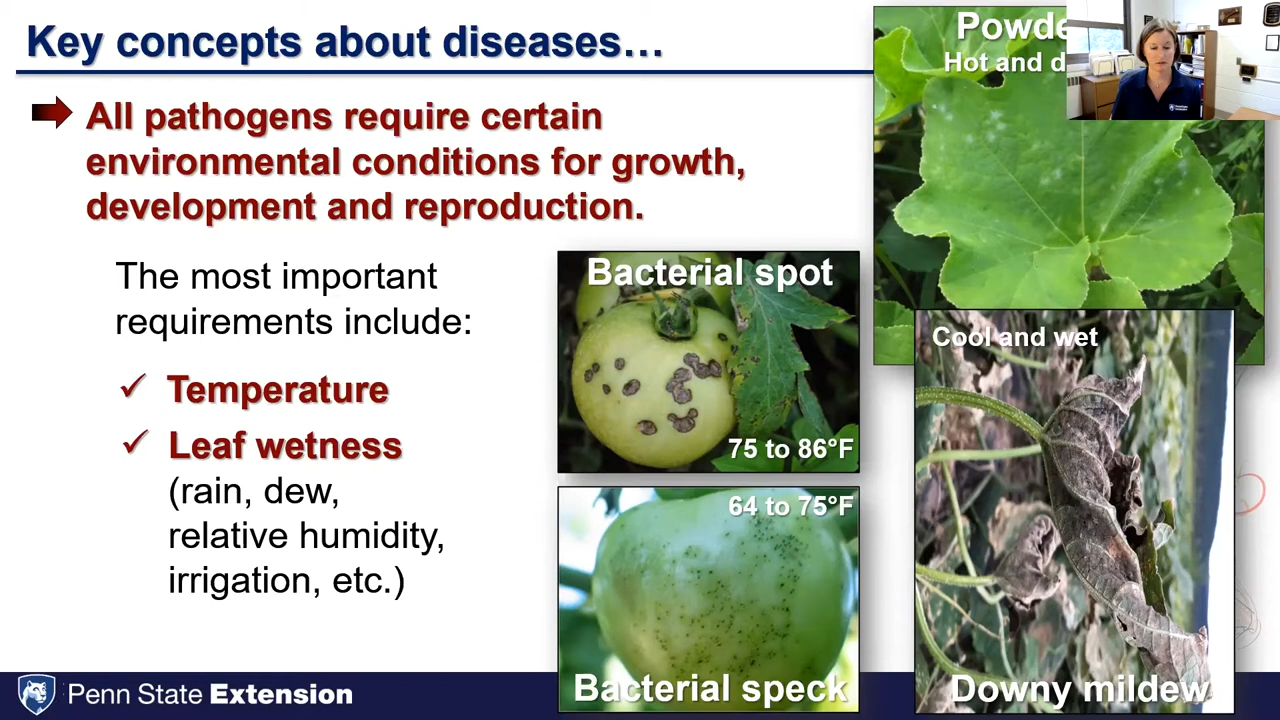 Key concepts about diseases…
All pathogens require certain
environmental conditions for growth,
development and reproduction.
The most important
requirements include:
✓ Temperature
✓ Leaf wetness
(rain, dew,
relative humidity,
irrigation, etc.)
Bacterial spot
75 to 86°F
64 to 75°F
Bacterial speck
Hot and
Cool and wet
Downy mildew
Penn State Extension